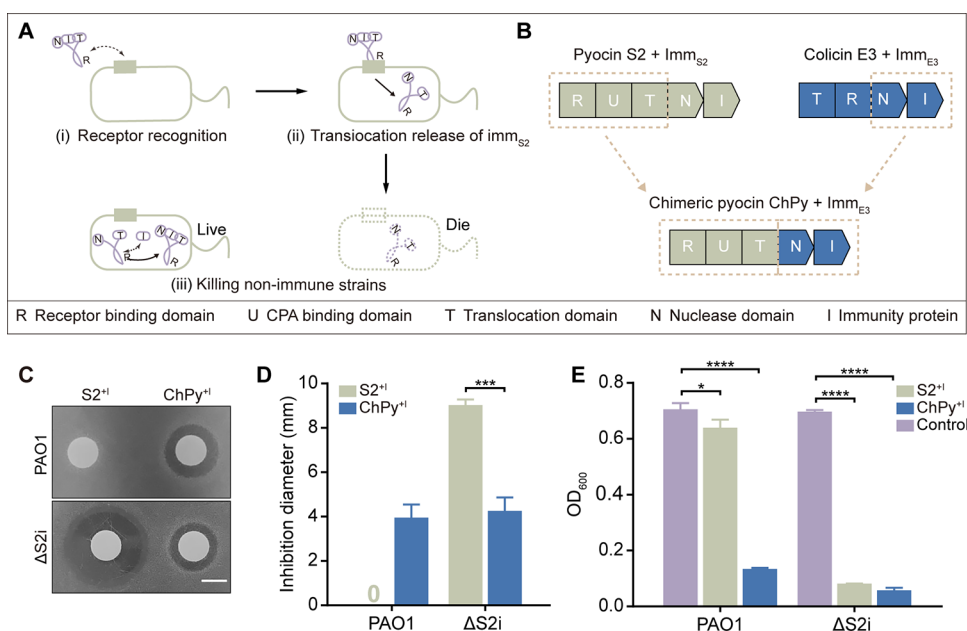 A
N I T
R
(i) Receptor recognition
N I T
R
N
T
R
(ii) Transiocation release of imm_S2
N T I N I T
R
R
Live
N
T
R
Die
(iii) Killing non-immune strains
B
Pyocin S2 + Imm_S2
Colicin E3 + Imm_E3
R U T N I
T R N I
Chimeric pyocin ChPy + Imm_E3
R U T N I
R Receptor binding domain U CPA binding domain T Translocation domain N Nuclease domain I Immunity protein
C
S2^+I ChPy^+I
PAO1
ΔS2i
D
S2^+I
ChPy^+I
***
Inhibition diameter (mm)
10
8
6
4
2
0
0
PAO1 ΔS2i
E
S2^+I
ChPy^+I
Control
****
*
****
****
OD_600
0.8
0.6
0.4
0.2
0.0
PAO1 ΔS2i